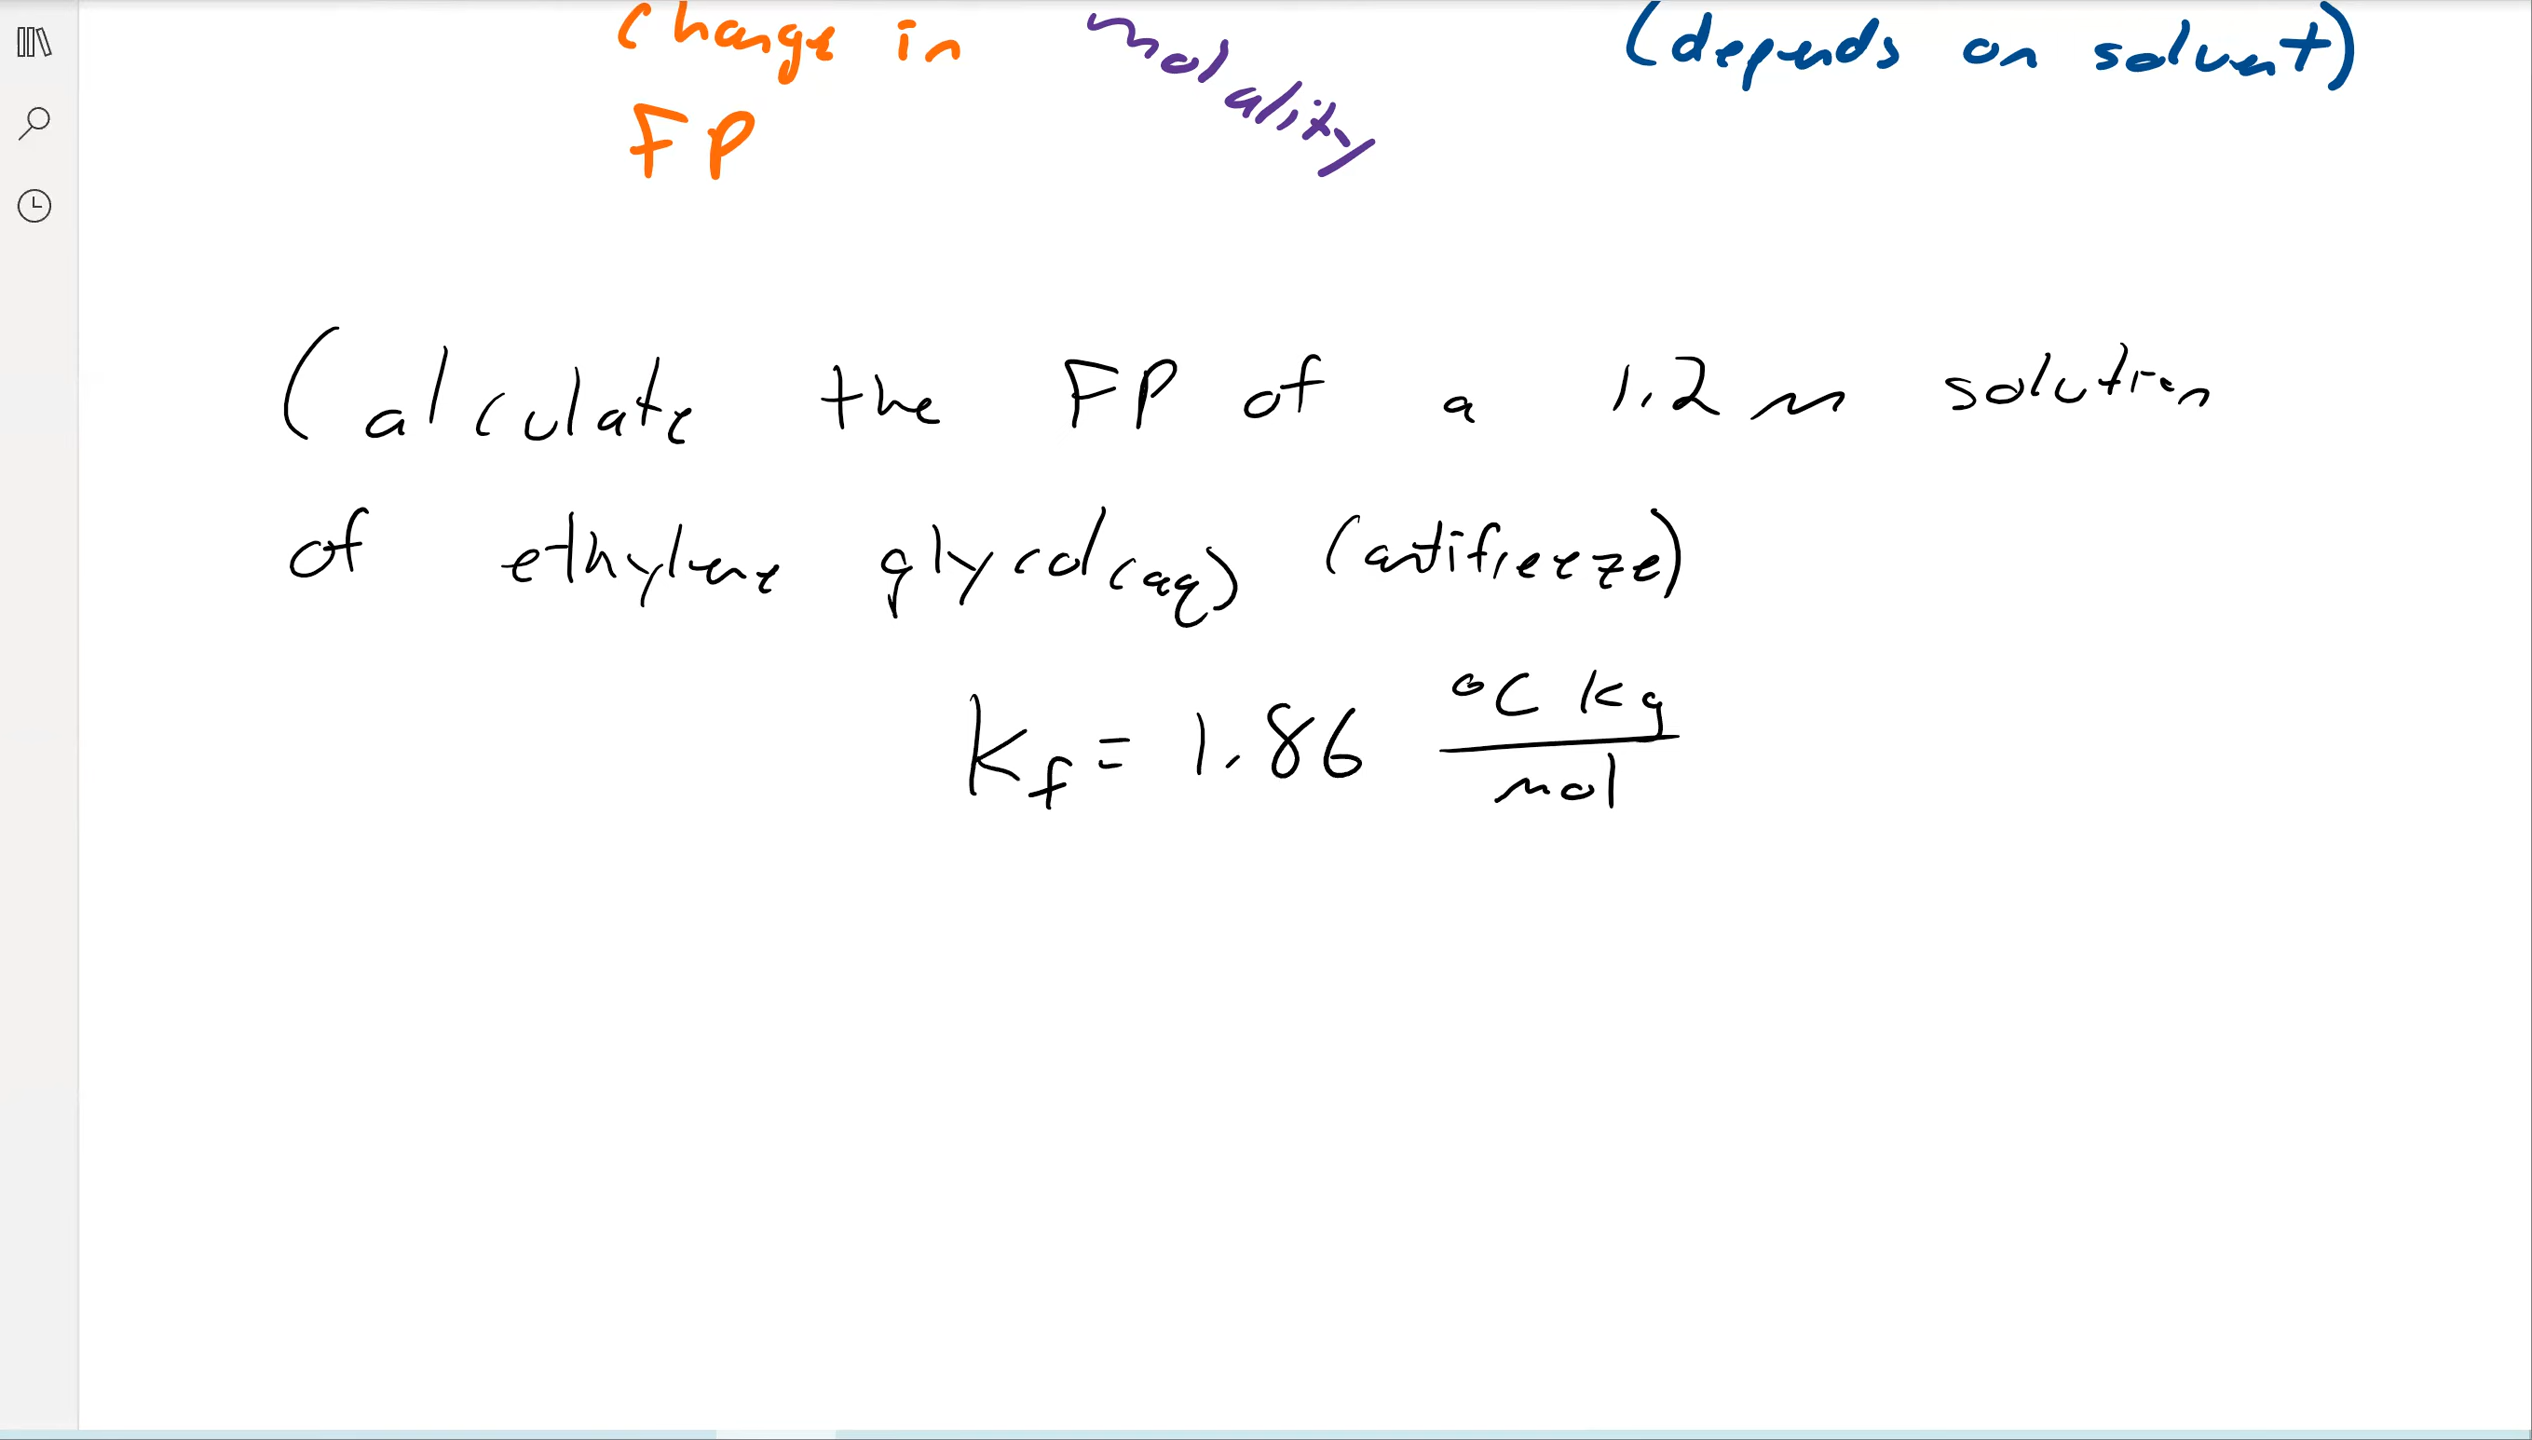 change in molality (depends on solvent)
FP
Calculate the FP of a 1.2 m solution
of ethylene glycol(aq) (antifreeze)
Kf = 1.86 °C kg / mol